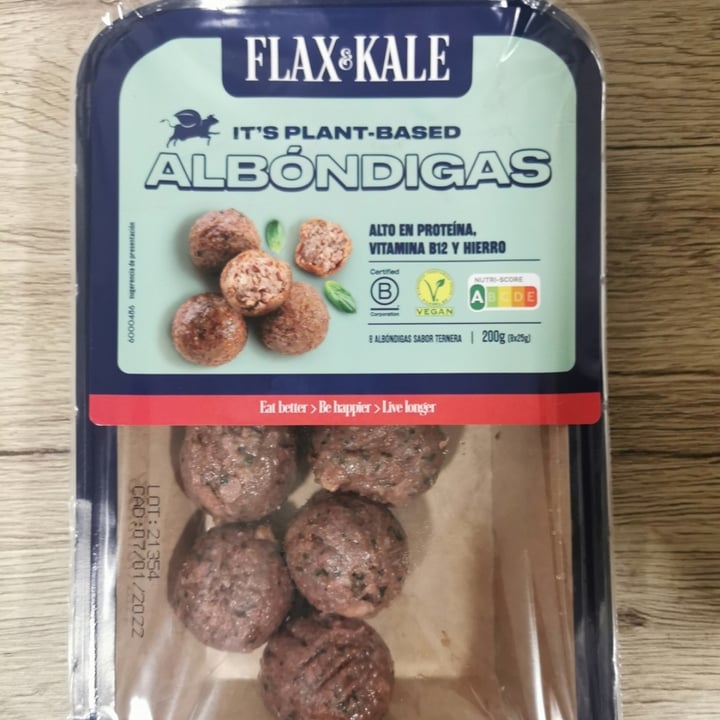 FLAX&KALE
IT'S PLANT-BASED
ALBÓNDIGAS
ALTO EN PROTEÍNA,
VITAMINA B12 Y HIERRO
Certified
B
Corporation
V
VEGAN
NUTRI-SCORE
A B C D E
8 ALBÓNDIGAS SABOR TERNERA | 200g (8x25g)
6000486 sugerencia de presentación
Eat better > Be happier > Live longer
LOT:21354
CAD:07/01/2022